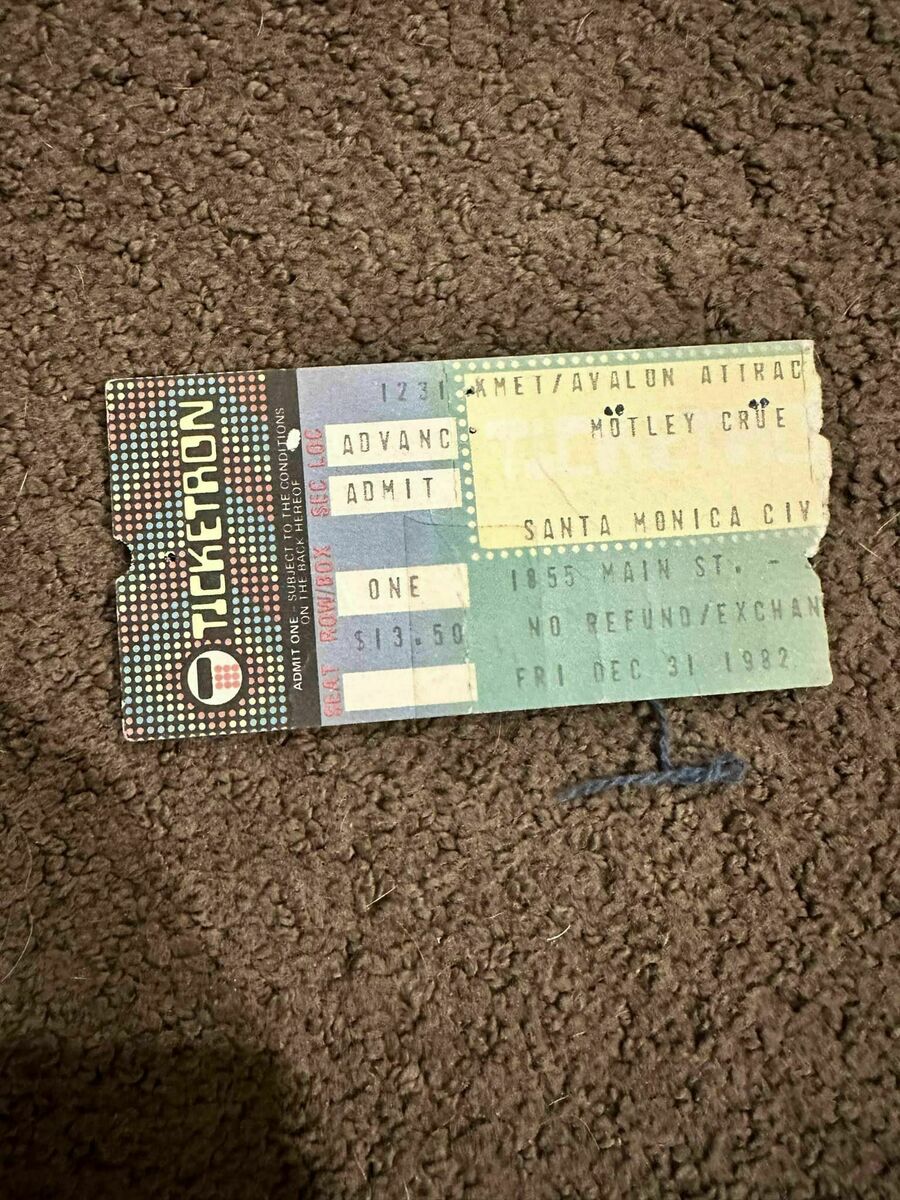 TICKETRON
ADMIT ONE - SUBJECT TO THE CONDITIONS
ON THE BACK HEREOF
SEAT ROW/BOX SEC LOC
1231
ADVANC
ADMIT
ONE
$13.50
KMET/AVALON ATTRAC
MÖTLEY CRÜE
SANTA MONICA CIV
1855 MAIN ST. -
NO REFUND/EXCHAN
FRI DEC 31 1982